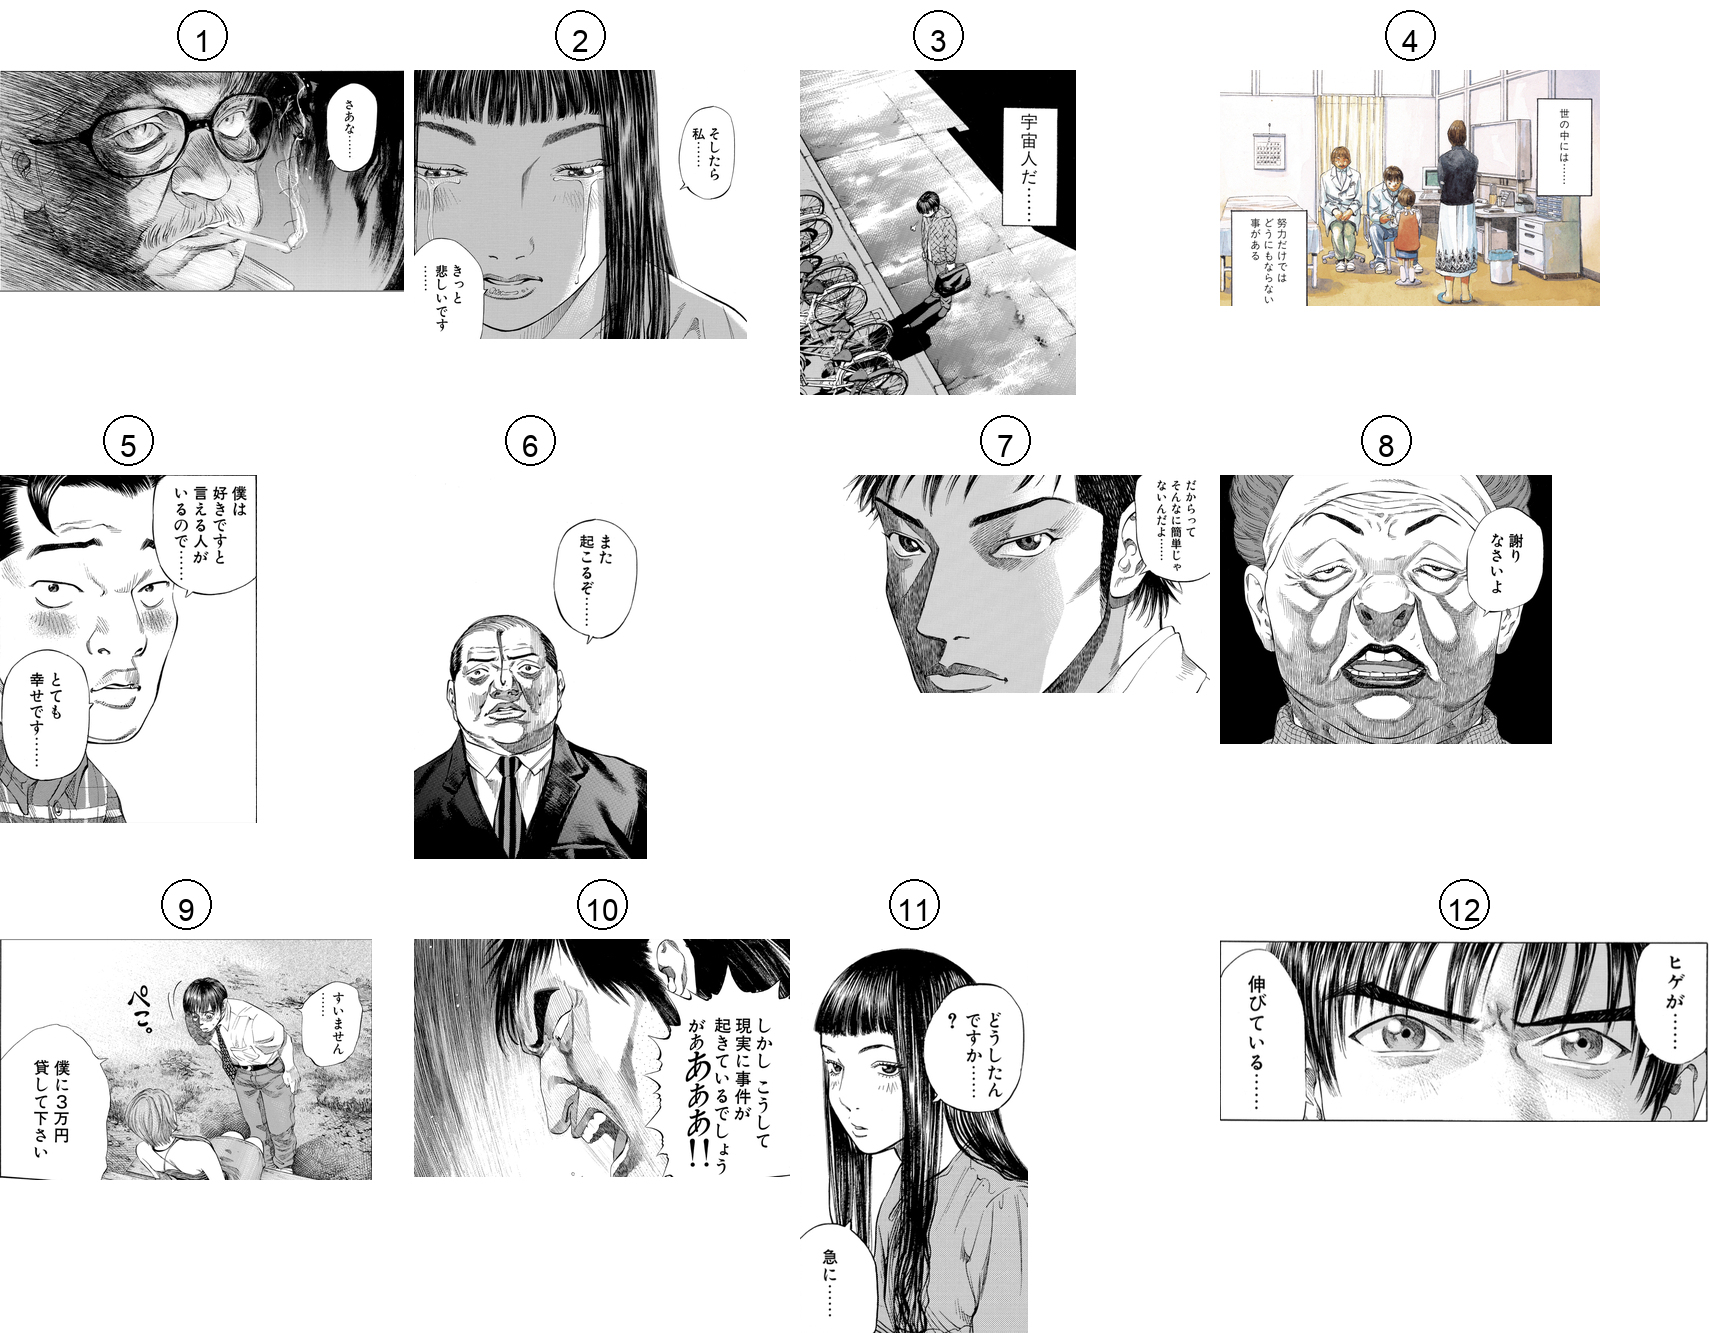 1
さあな……
2
そしたら
私……
きっと
悲しいです
……
3
宇宙人だ……
4
世の中には……
努力だけでは
どうにもならない
事がある
5
僕は
好きですと
言える人が
いるので……
とても
幸せです……
6
また
起こるぞ……
7
だからって
そんなに簡単じゃ
ないんだよ……
8
謝り
なさいよ
9
すいません
……
ぺこ。
僕に3万円
貸して下さい
10
しかし こうして
現実に事件が
起きているでしょう
がぁあぁぁあ!!
11
どうしたん
ですか……
?
急に……
12
ヒゲが……
伸びている……